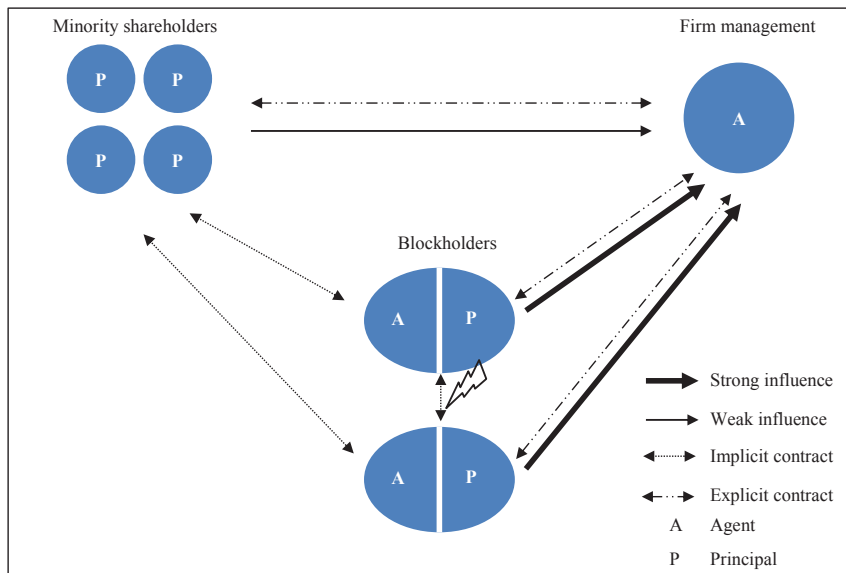 Minority shareholders
Firm management
P P
A
P P
Blockholders
A P
A P
Strong influence
Weak influence
Implicit contract
Explicit contract
A Agent
P Principal